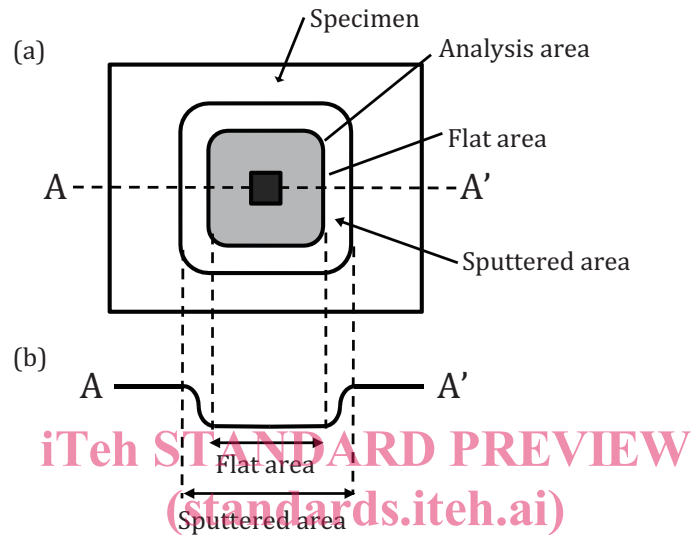 Specimen
(a)
Analysis area
Flat area
A
A’
Sputtered area
(b)
A
A’
iTeh STANDARD PREVIEW
Flat area
(standards.iteh.ai)
Sputtered area